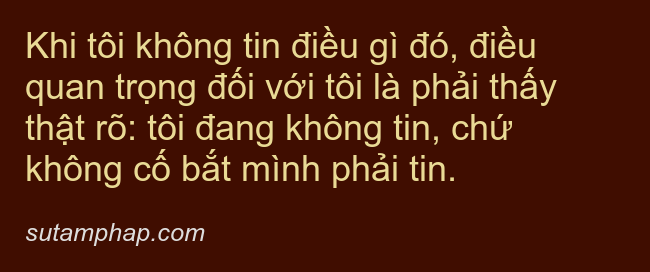 Khi tôi không tin điều gì đó, điều
quan trọng đối với tôi là phải thấy
thật rõ: tôi đang không tin, chứ
không cố bắt mình phải tin.
sutamphap.com